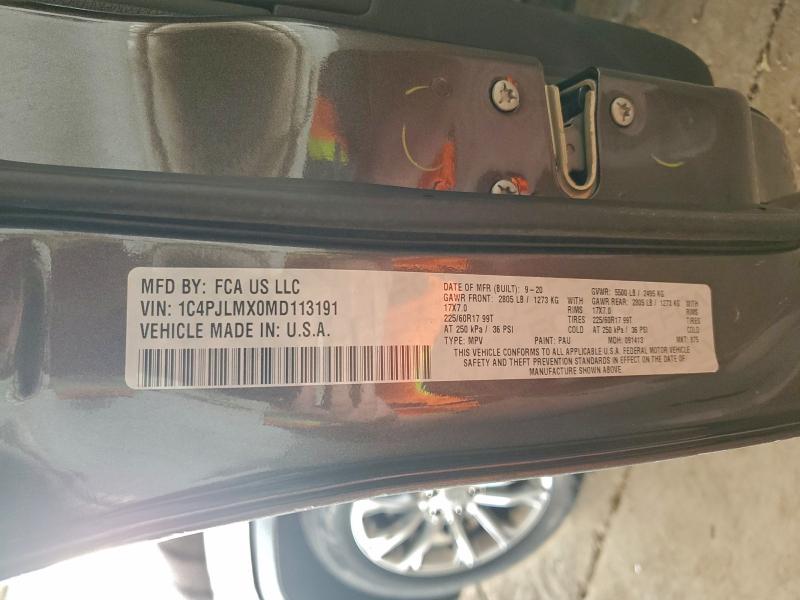 MFD BY: FCA US LLC
VIN: 1C4PJLMX0MD113191
VEHICLE MADE IN: U.S.A.
DATE OF MFR (BUILT): 9-20 GVWR: 5500 LB / 2495 KG
GAWR FRONT: 2805 LB / 1273 KG WITH GAWR REAR: 2805 LB / 1273 KG WITH
17X7.0 RIMS 17X7.0 RIMS
225/60R17 99T TIRES 225/60R17 99T TIRES
AT 250 kPa / 36 PSI COLD AT 250 kPa / 36 PSI COLD
TYPE: MPV PAINT: PAU MDH: 091413 MKT: 875
THIS VEHICLE CONFORMS TO ALL APPLICABLE U.S.A. FEDERAL MOTOR VEHICLE
SAFETY AND THEFT PREVENTION STANDARDS IN EFFECT ON THE DATE OF
MANUFACTURE SHOWN ABOVE.